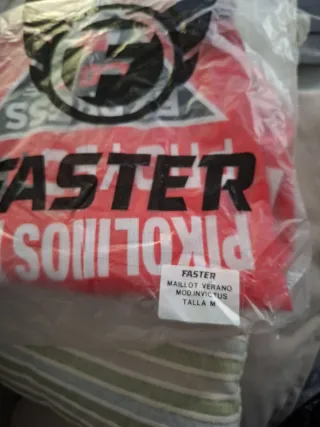 F
FASTER
PIKOLINOS
FASTER
MAILLOT VERANO
MOD.INVICTUS
TALLA M